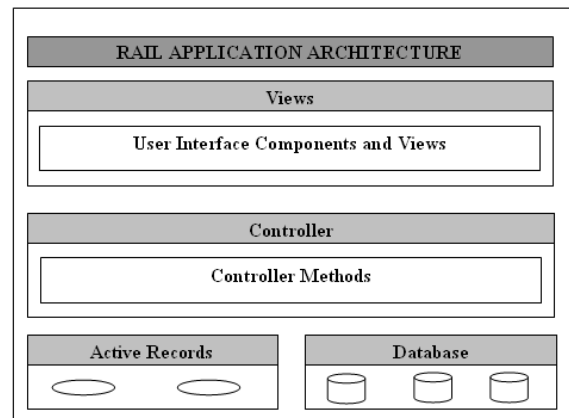 RAIL APPLICATION ARCHITECTURE
Views
User Interface Components and Views
Controller
Controller Methods
Active Records
Database